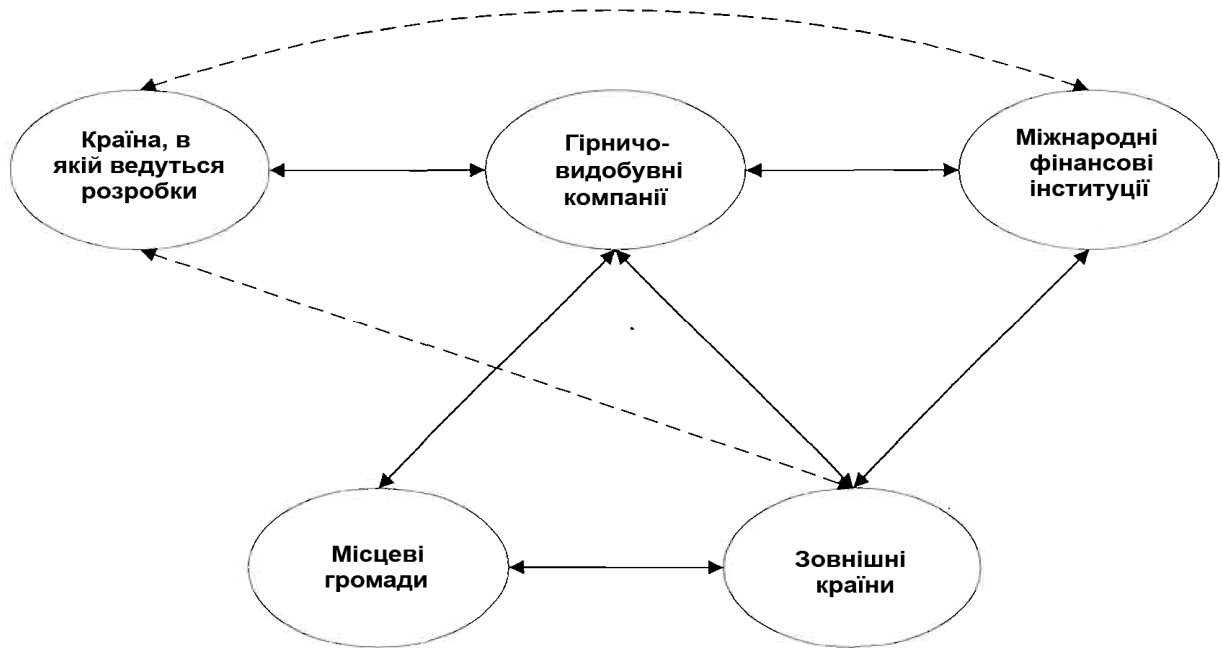 Країна, в
якій ведуться
розробки
Гірничо-
видобувні
компанії
Міжнародні
фінансові
інституції
Місцеві
громади
Зовнішні
країни